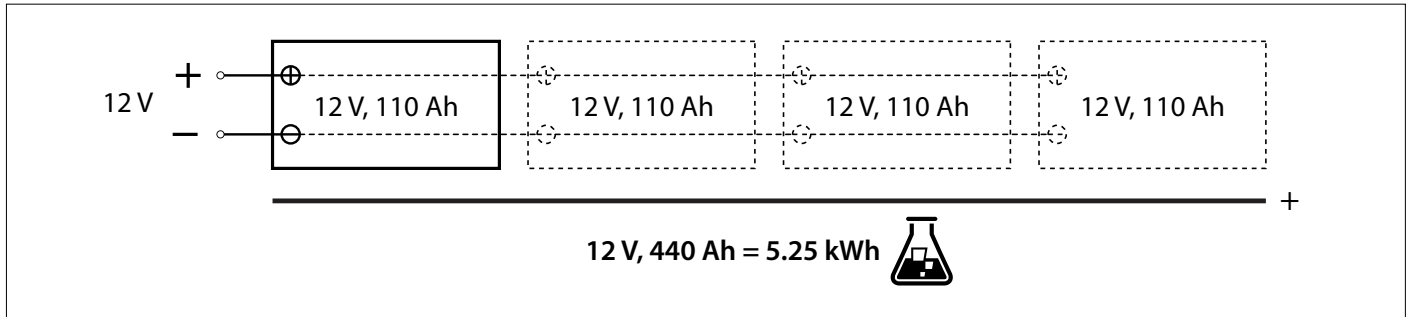 +
12 V
−
12 V, 110 Ah 12 V, 110 Ah 12 V, 110 Ah 12 V, 110 Ah
+
12 V, 440 Ah = 5.25 kWh